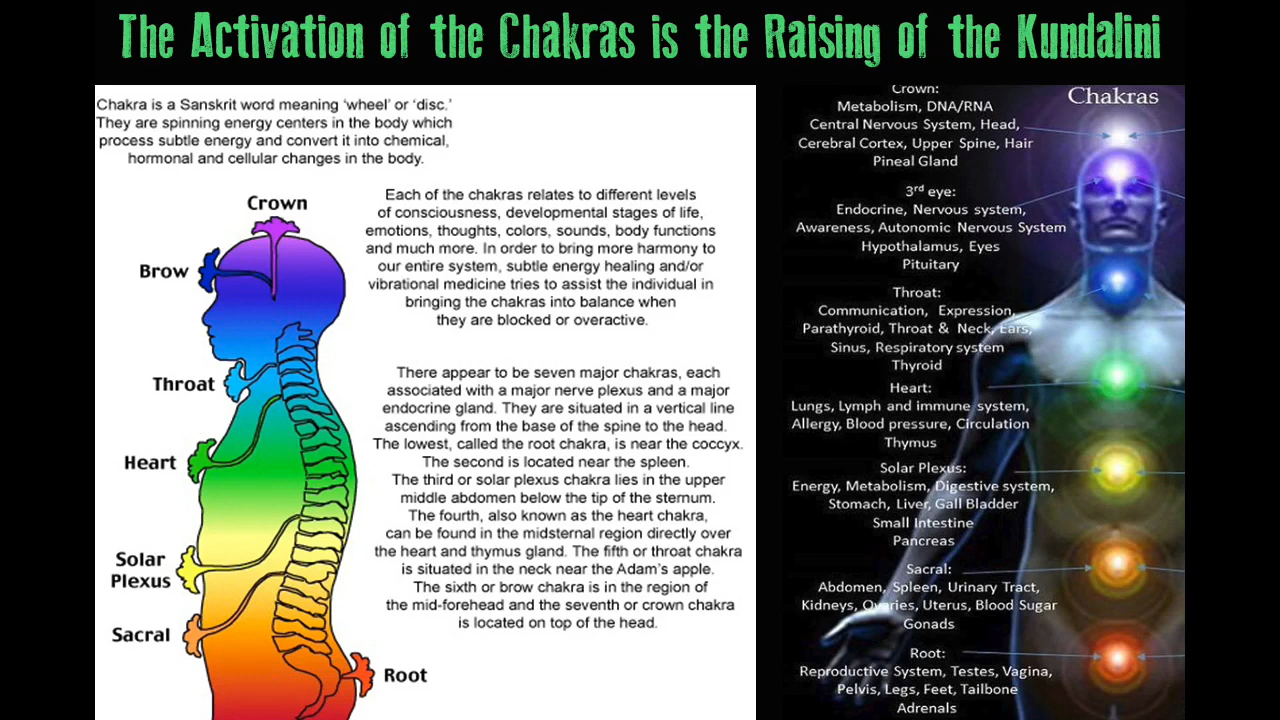 The Activation of the Chakras is the Raising of the Kundalini
Chakra is a Sanskrit word meaning ‘wheel’ or ‘disc.’
They are spinning energy centers in the body which
process subtle energy and convert it into chemical,
hormonal and cellular changes in the body.
Each of the chakras relates to different levels
of consciousness, developmental stages of life,
emotions, thoughts, colors, sounds, body functions
and much more. In order to bring more harmony to
our entire system, subtle energy healing and/or
vibrational medicine tries to assist the individual in
bringing the chakras into balance when
they are blocked or overactive.
There appear to be seven major chakras, each
associated with a major nerve plexus and a major
endocrine gland. They are situated in a vertical line
ascending from the base of the spine to the head.
The lowest, called the root chakra, is near the coccyx.
The second is located near the spleen.
The third or solar plexus chakra lies in the upper
middle abdomen below the tip of the sternum.
The fourth, also known as the heart chakra,
can be found in the midsternal region directly over
the heart and thymus gland. The fifth or throat chakra
is situated in the neck near the Adam’s apple.
The sixth or brow chakra is in the region of
the mid-forehead and the seventh or crown chakra
is located on top of the head.
Crown
Brow
Throat
Heart
Solar
Plexus
Sacral
Root
Chakras
Crown:
Metabolism, DNA/RNA
Central Nervous System, Head,
Cerebral Cortex, Upper Spine, Hair
Pineal Gland
3rd eye:
Endocrine, Nervous system,
Awareness, Autonomic Nervous System
Hypothalamus, Eyes
Pituitary
Throat:
Communication, Expression,
Parathyroid, Throat & Neck, Ears,
Sinus, Respiratory system
Thyroid
Heart:
Lungs, Lymph and immune system,
Allergy, Blood pressure, Circulation
Thymus
Solar Plexus:
Energy, Metabolism, Digestive system,
Stomach, Liver, Gall Bladder
Small Intestine
Pancreas
Sacral:
Abdomen, Spleen, Urinary Tract,
Kidneys, Ovaries, Uterus, Blood Sugar
Gonads
Root:
Reproductive System, Testes, Vagina,
Pelvis, Legs, Feet, Tailbone
Adrenals